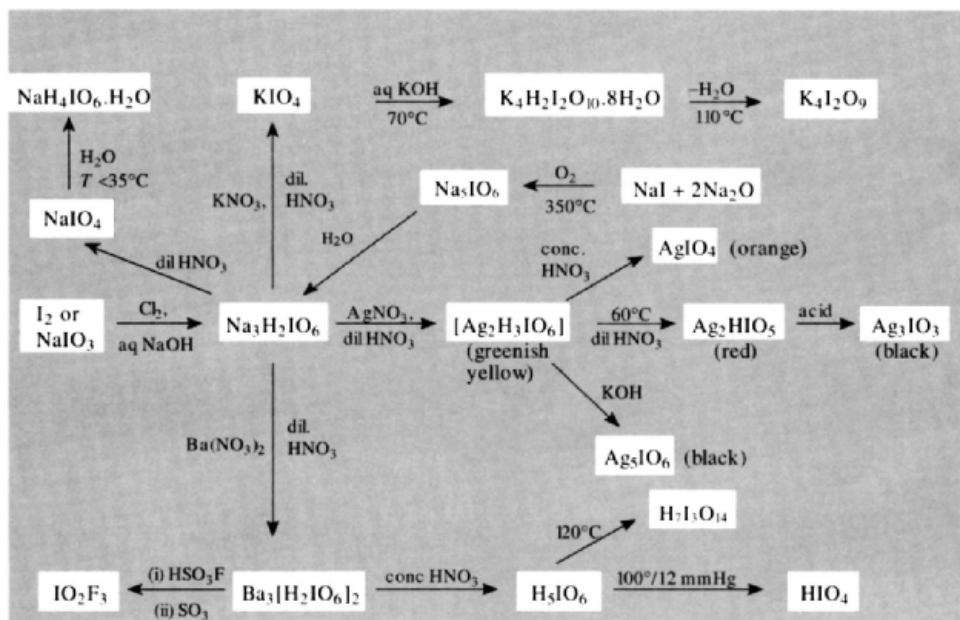 NaH₄IO₆.H₂O
KIO₄
aq KOH
70°C
K₄H₂I₂O₁₀.8H₂O
–H₂O
110°C
K₄I₂O₉
H₂O
T <35°C
KNO₃,
dil.
HNO₃
Na₅IO₆
O₂
350°C
NaI + 2Na₂O
NaIO₄
H₂O
conc.
HNO₃
AgIO₄ (orange)
dil HNO₃
I₂ or
NaIO₃
Cl₂,
aq NaOH
Na₃H₂IO₆
AgNO₃,
dil HNO₃
[Ag₂H₃IO₆]
(greenish
yellow)
60°C
dil HNO₃
Ag₂HIO₅
(red)
acid
Ag₃IO₃
(black)
KOH
Ba(NO₃)₂
dil.
HNO₃
Ag₅IO₆ (black)
H₇I₃O₁₄
120°C
IO₂F₃
(i) HSO₃F
(ii) SO₃
Ba₃[H₂IO₆]₂
conc HNO₃
H₅IO₆
100°/12 mmHg
HIO₄